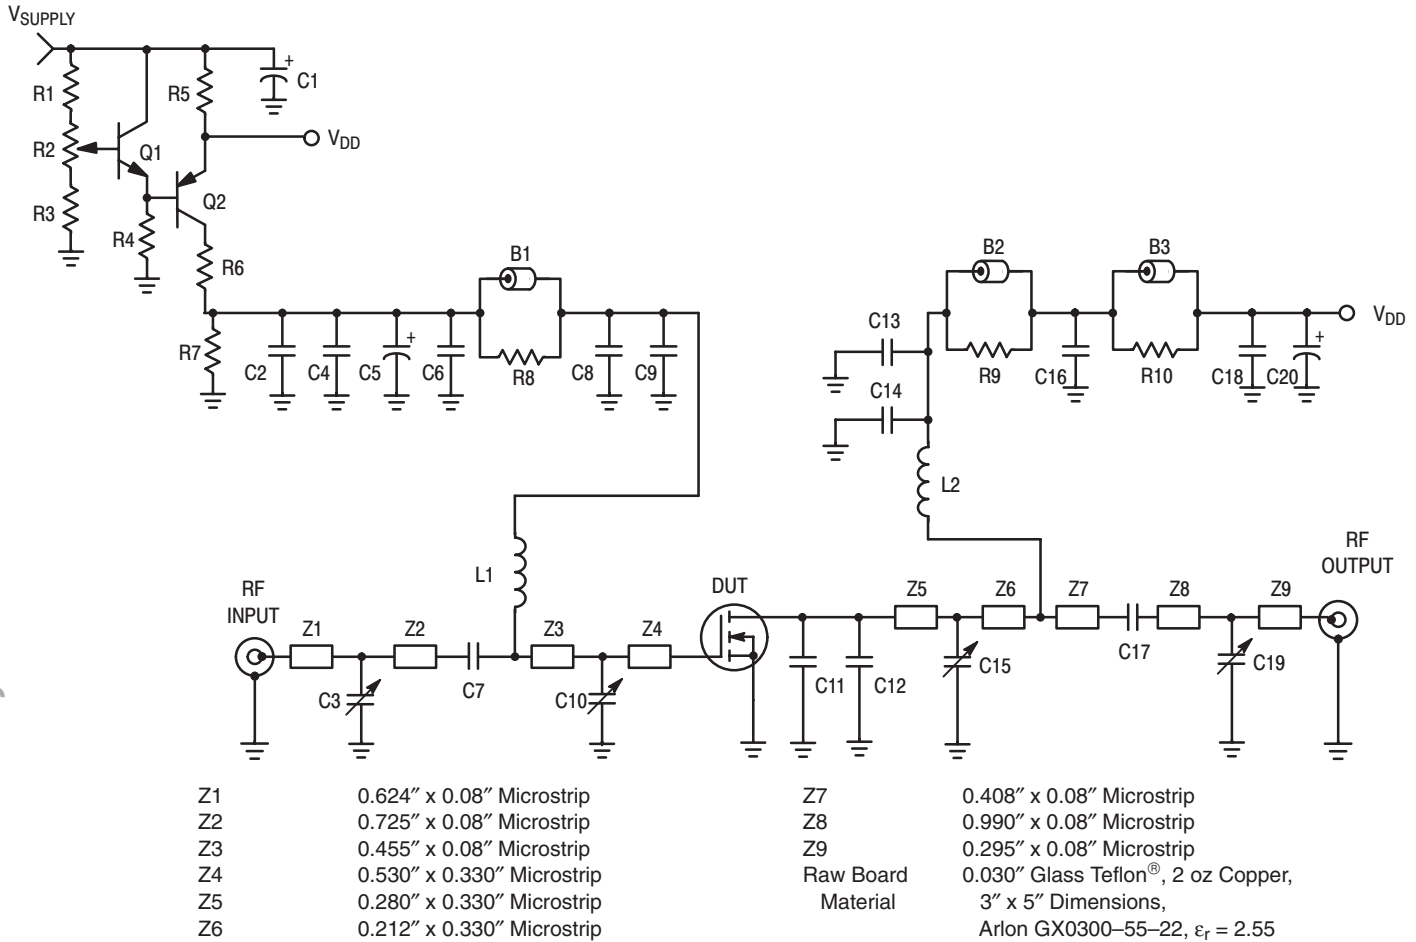 V_SUPPLY
R1
R5
+ C1
R2
Q1
V_DD
R3
R4
Q2
R6
B1
B2
B3
R7
C2
C4
C5
+
C6
R8
C8
C9
C13
C14
R9
C16
R10
C18
C20
+
V_DD
L2
L1
RF
INPUT
Z1
Z2
C3
C7
Z3
C10
Z4
DUT
C11
C12
Z5
C15
Z6
Z7
C17
Z8
C19
Z9
RF
OUTPUT
Z1 0.624″ x 0.08″ Microstrip
Z2 0.725″ x 0.08″ Microstrip
Z3 0.455″ x 0.08″ Microstrip
Z4 0.530″ x 0.330″ Microstrip
Z5 0.280″ x 0.330″ Microstrip
Z6 0.212″ x 0.330″ Microstrip
Z7 0.408″ x 0.08″ Microstrip
Z8 0.990″ x 0.08″ Microstrip
Z9 0.295″ x 0.08″ Microstrip
Raw Board 0.030″ Glass Teflon®, 2 oz Copper,
Material 3″ x 5″ Dimensions,
Arlon GX0300–55–22, εr = 2.55